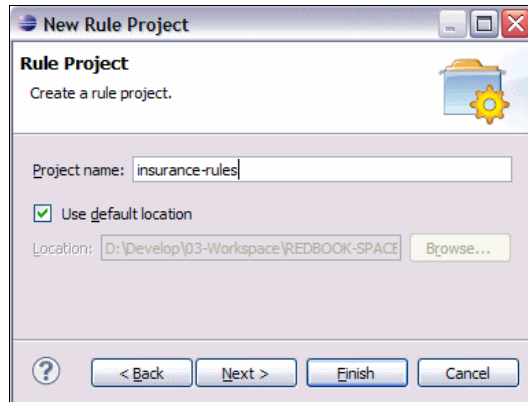 New Rule Project
Rule Project
Create a rule project.
Project name: insurance-rules
Use default location
Location: D:\Develop\03-Workspace\REDBOOK-SPACE Browse...
? < Back Next > Finish Cancel